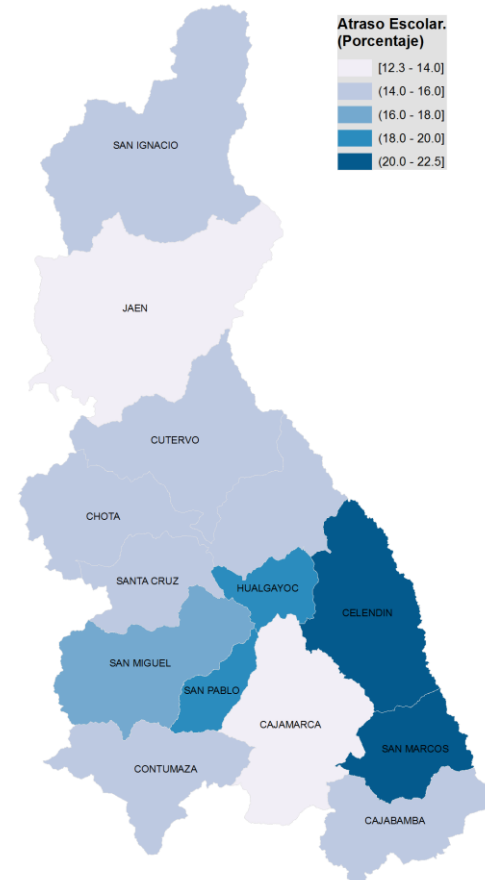 Atraso Escolar.
(Porcentaje)
[12.3 - 14.0]
(14.0 - 16.0]
(16.0 - 18.0]
(18.0 - 20.0]
(20.0 - 22.5]
SAN IGNACIO
JAEN
CUTERVO
CHOTA
SANTA CRUZ
HUALGAYOC
CELENDIN
SAN MIGUEL
SAN PABLO
CAJAMARCA
SAN MARCOS
CONTUMAZA
CAJABAMBA